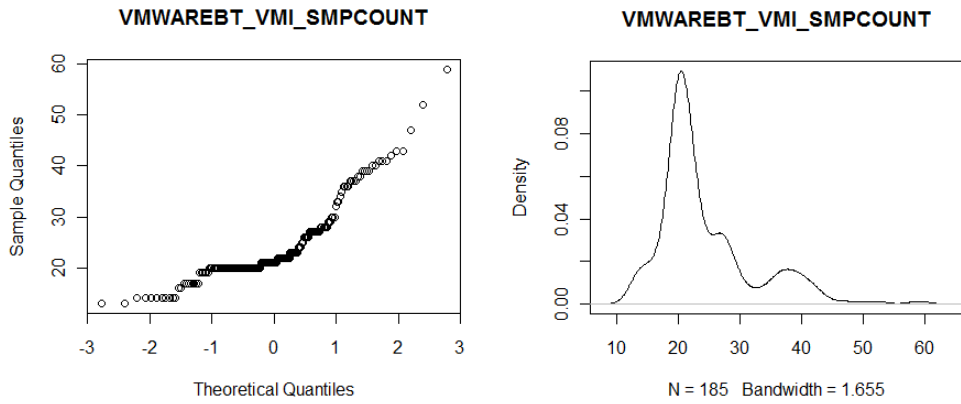 VMWAREBT_VMI_SMPCOUNT
Sample Quantiles
60
50
40
30
20
-3 -2 -1 0 1 2 3
Theoretical Quantiles
VMWAREBT_VMI_SMPCOUNT
Density
0.08
0.04
0.00
10 20 30 40 50 60
N = 185 Bandwidth = 1.655